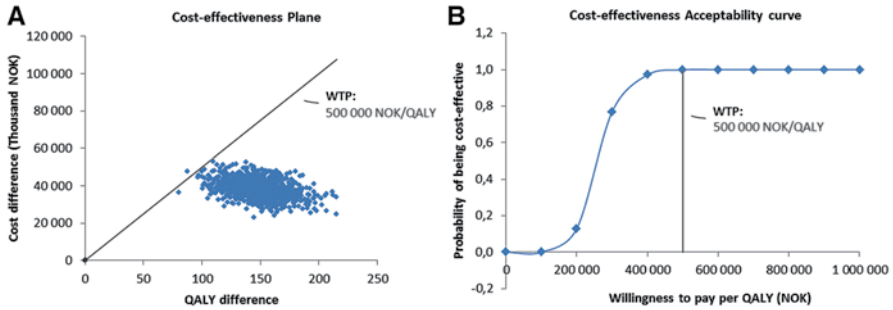 A
Cost-effectiveness Plane
Cost difference (Thousand NOK)
120 000
100 000
80 000
60 000
40 000
20 000
0
WTP:
500 000 NOK/QALY
0 50 100 150 200 250
QALY difference
B
Cost-effectiveness Acceptability curve
Probability of being cost-effective
1,2
1,0
0,8
0,6
0,4
0,2
0,0
-0,2
WTP:
500 000 NOK/QALY
0 200 000 400 000 600 000 800 000 1 000 000
Willingness to pay per QALY (NOK)